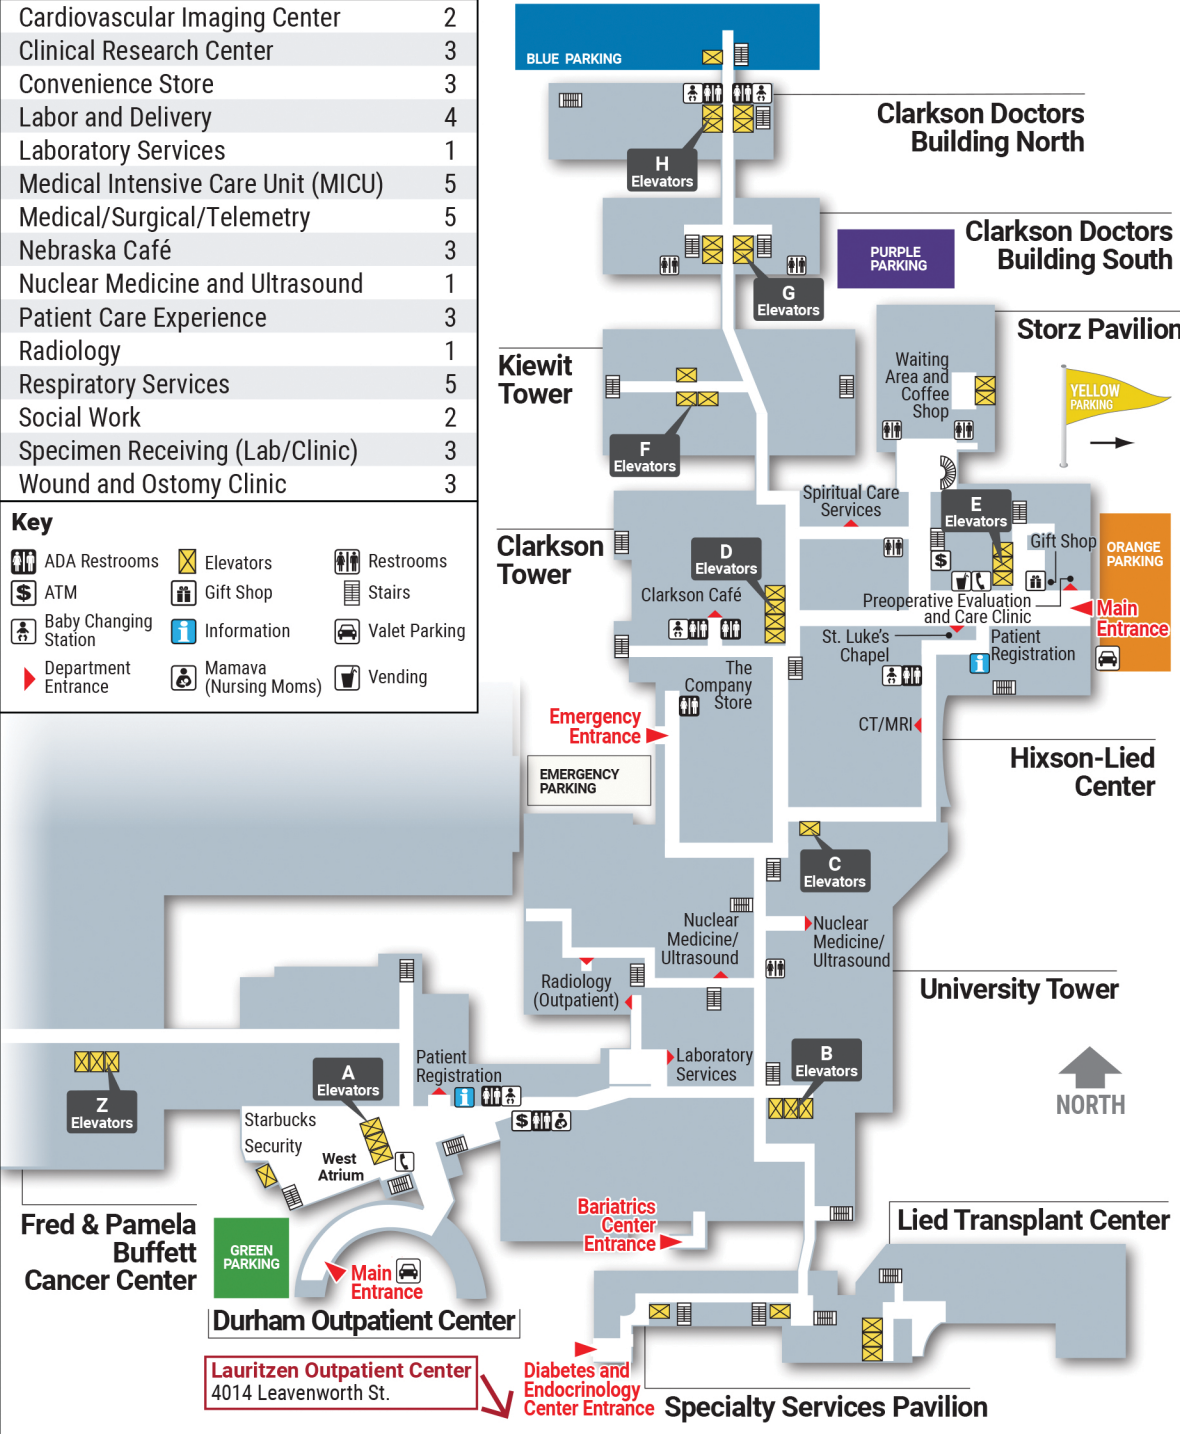 Cardiovascular Imaging Center 2
Clinical Research Center 3
Convenience Store 3
Labor and Delivery 4
Laboratory Services 1
Medical Intensive Care Unit (MICU) 5
Medical/Surgical/Telemetry 5
Nebraska Café 3
Nuclear Medicine and Ultrasound 1
Patient Care Experience 3
Radiology 1
Respiratory Services 5
Social Work 2
Specimen Receiving (Lab/Clinic) 3
Wound and Ostomy Clinic 3
Key
ADA Restrooms
Elevators
Restrooms
$ ATM
Gift Shop
Stairs
Baby Changing
Station
i Information
Valet Parking
Department
Entrance
Mamava
(Nursing Moms)
Vending
BLUE PARKING
Clarkson Doctors
Building North
H
Elevators
Clarkson Doctors
Building South
PURPLE
PARKING
G
Elevators
Storz Pavilion
Kiewit
Tower
Waiting
Area and
Coffee
Shop
YELLOW
PARKING
F
Elevators
Spiritual Care
Services
E
Elevators
Gift Shop
ORANGE
PARKING
Clarkson
Tower
D
Elevators
$
Clarkson Café
Preoperative Evaluation
and Care Clinic
Main
Entrance
St. Luke's
Chapel
Patient
Registration
i
The
Company
Store
Emergency
Entrance
CT/MRI
EMERGENCY
PARKING
Hixson-Lied
Center
C
Elevators
Nuclear
Medicine/
Ultrasound
Nuclear
Medicine/
Ultrasound
Radiology
(Outpatient)
University Tower
Laboratory
Services
B
Elevators
Patient
Registration
i
$
A
Elevators
Z
Elevators
Starbucks
Security
West
Atrium
NORTH
Fred & Pamela
Buffett
Cancer Center
GREEN
PARKING
Main
Entrance
Durham Outpatient Center
Bariatrics
Center
Entrance
Lied Transplant Center
Lauritzen Outpatient Center
4014 Leavenworth St.
Diabetes and
Endocrinology
Center Entrance
Specialty Services Pavilion